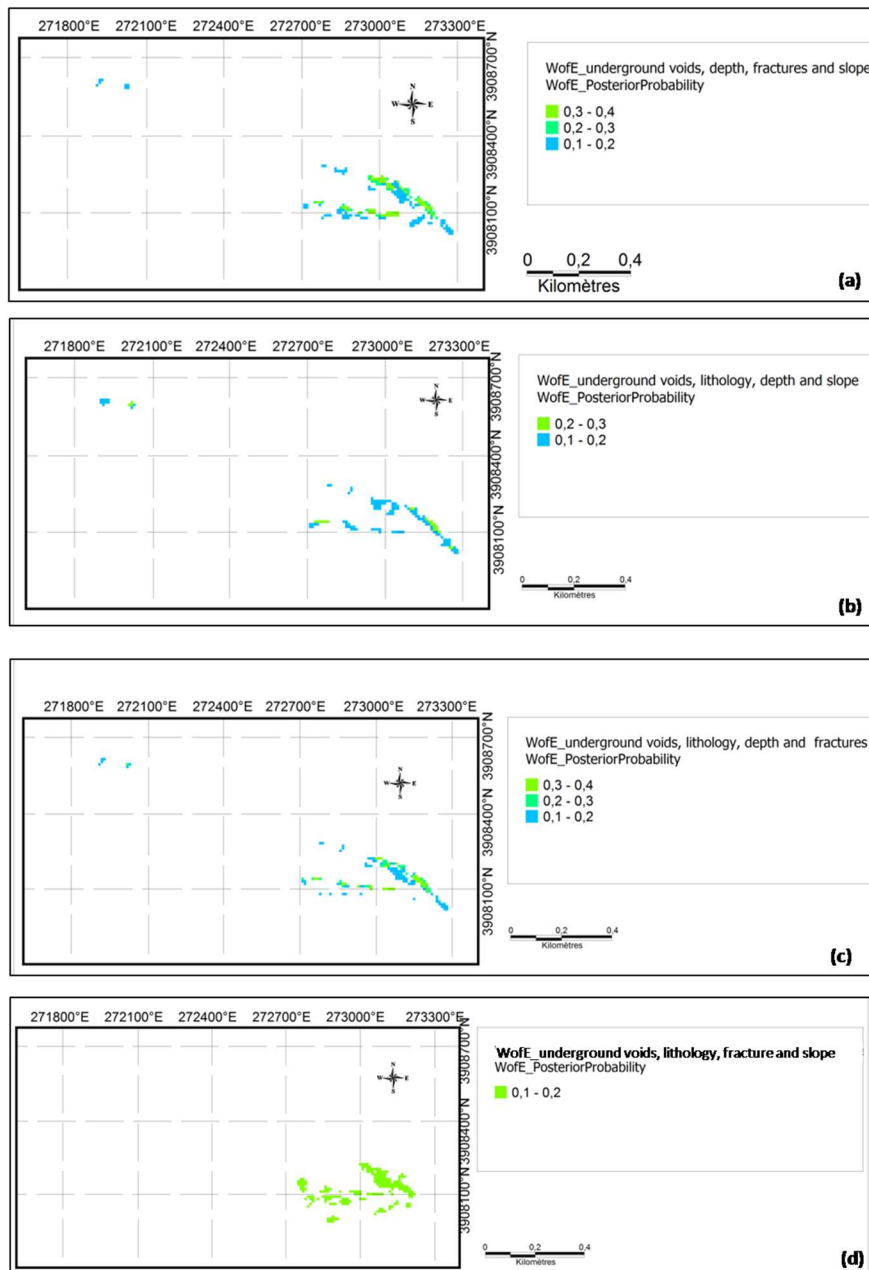 271800°E 272100°E 272400°E 272700°E 273000°E 273300°E
3908700°N
3908400°N
3908100°N
N
W E
S
WofE_underground voids, depth, fractures and slope
WofE_PosteriorProbability
0,3 - 0,4
0,2 - 0,3
0,1 - 0,2
0 0,2 0,4
Kilomètres
(a)
271800°E 272100°E 272400°E 272700°E 273000°E 273300°E
3908700°N
3908400°N
3908100°N
N
W E
S
WofE_underground voids, lithology, depth and slope
WofE_PosteriorProbability
0,2 - 0,3
0,1 - 0,2
0 0,2 0,4
Kilomètres
(b)
271800°E 272100°E 272400°E 272700°E 273000°E 273300°E
3908700°N
3908400°N
3908100°N
N
W E
S
WofE_underground voids, lithology, depth and fractures
WofE_PosteriorProbability
0,3 - 0,4
0,2 - 0,3
0,1 - 0,2
0 0,2 0,4
Kilomètres
(c)
271800°E 272100°E 272400°E 272700°E 273000°E 273300°E
3908700°N
3908400°N
3908100°N
N
W E
S
WofE_underground voids, lithology, fracture and slope
WofE_PosteriorProbability
0,1 - 0,2
0 0,2 0,4
Kilomètres
(d)